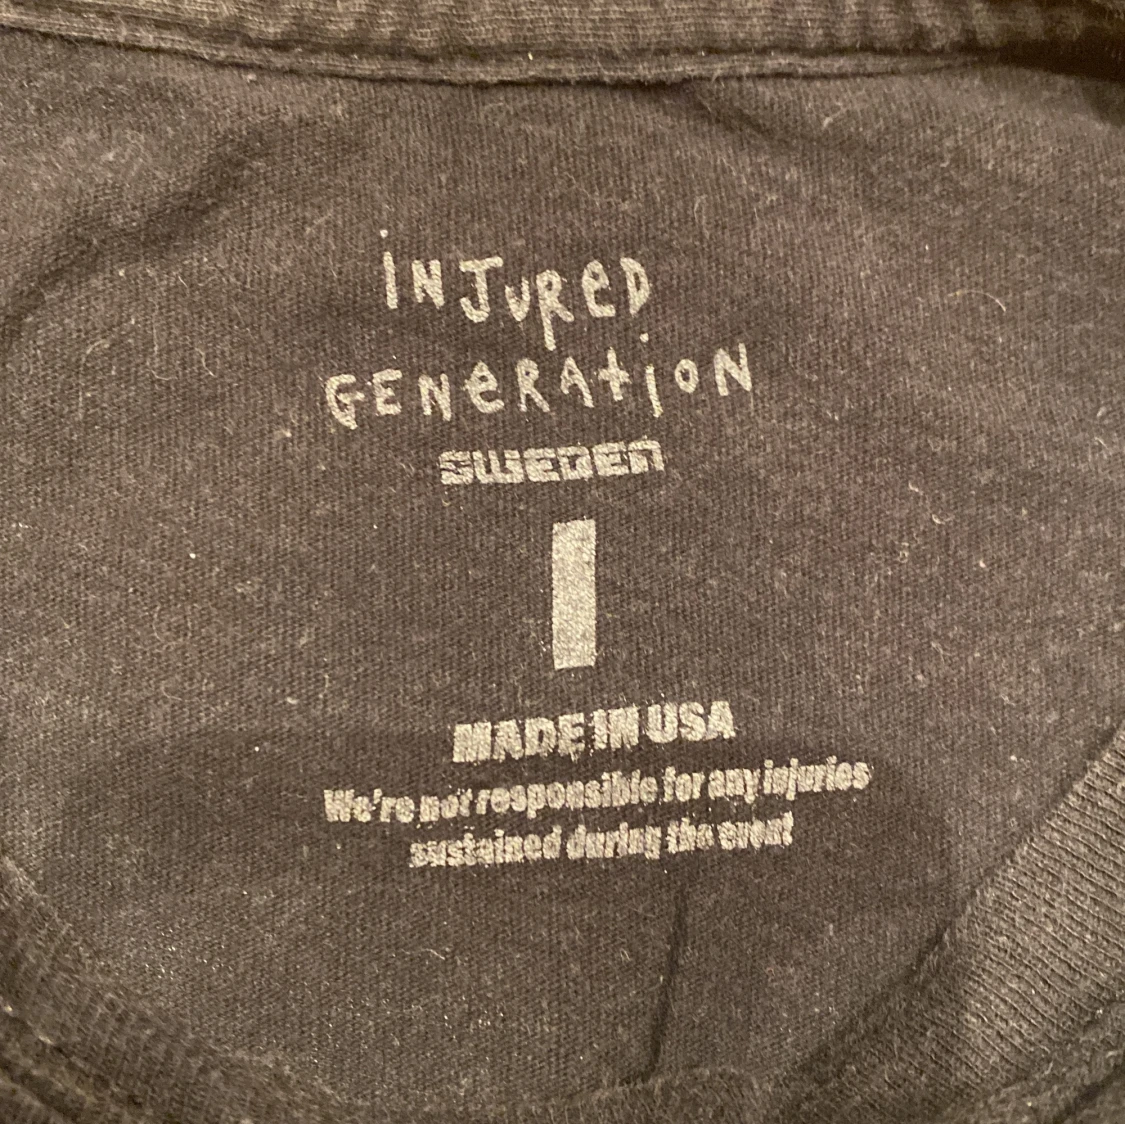 INJUReD
GENeRAtiON
SWEDEN
I
MADE IN USA
We're not responsible for any injuries
sustained during the event